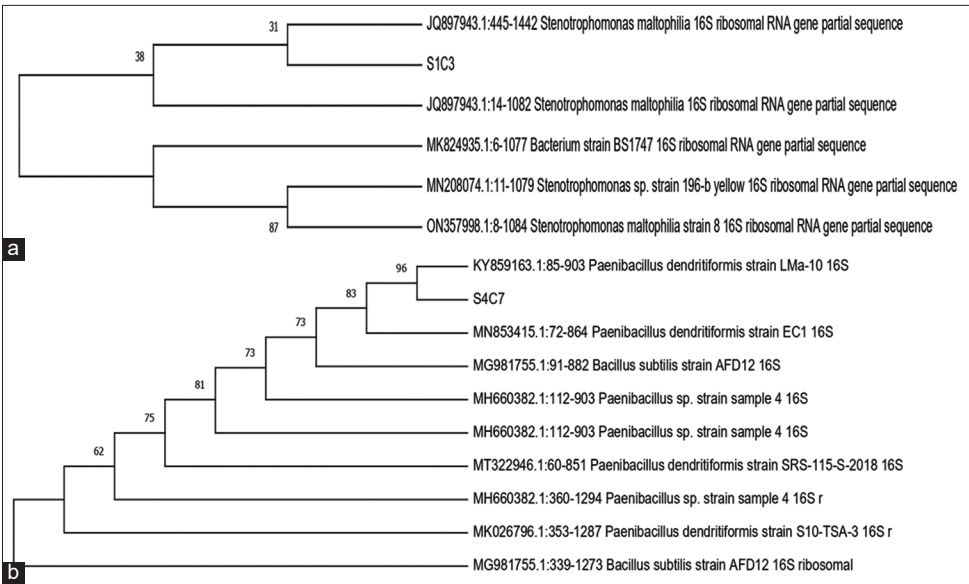 31
JQ897943.1:445-1442 Stenotrophomonas maltophilia 16S ribosomal RNA gene partial sequence
38
S1C3
JQ897943.1:14-1082 Stenotrophomonas maltophilia 16S ribosomal RNA gene partial sequence
MK824935.1:6-1077 Bacterium strain BS1747 16S ribosomal RNA gene partial sequence
MN208074.1:11-1079 Stenotrophomonas sp. strain 196-b yellow 16S ribosomal RNA gene partial sequence
87
ON357998.1:8-1084 Stenotrophomonas maltophilia strain 8 16S ribosomal RNA gene partial sequence
a
96
KY859163.1:85-903 Paenibacillus dendritiformis strain LMa-10 16S
83
S4C7
73
MN853415.1:72-864 Paenibacillus dendritiformis strain EC1 16S
73
MG981755.1:91-882 Bacillus subtilis strain AFD12 16S
81
MH660382.1:112-903 Paenibacillus sp. strain sample 4 16S
75
MH660382.1:112-903 Paenibacillus sp. strain sample 4 16S
62
MT322946.1:60-851 Paenibacillus dendritiformis strain SRS-115-S-2018 16S
MH660382.1:360-1294 Paenibacillus sp. strain sample 4 16S r
MK026796.1:353-1287 Paenibacillus dendritiformis strain S10-TSA-3 16S r
b
MG981755.1:339-1273 Bacillus subtilis strain AFD12 16S ribosomal